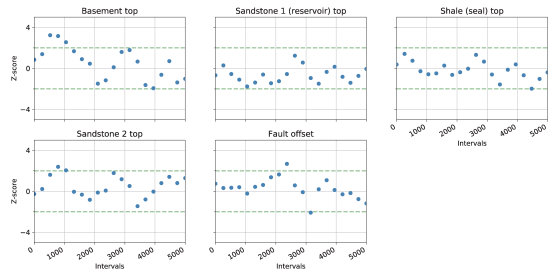 Basement top
Sandstone 1 (reservoir) top
Shale (seal) top
Z-score
4
0
−4
0
1000
2000
3000
4000
5000
Intervals
Sandstone 2 top
Fault offset
Z-score
4
0
−4
0
1000
2000
3000
4000
5000
Intervals
0
1000
2000
3000
4000
5000
Intervals